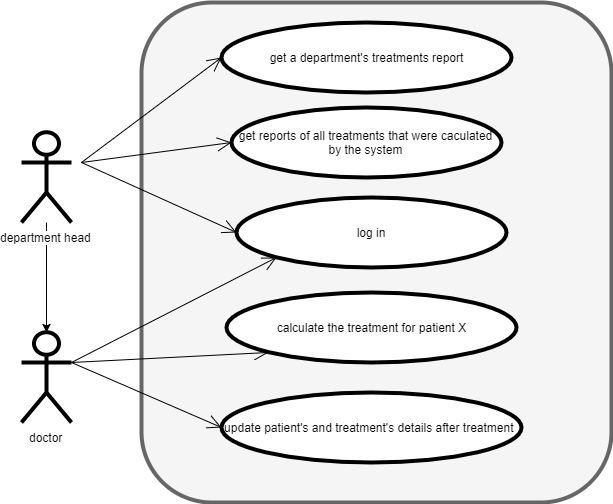 get a department's treatments report
get reports of all treatments that were caculated
by the system
department head
log in
calculate the treatment for patient X
update patient's and treatment's details after treatment
doctor